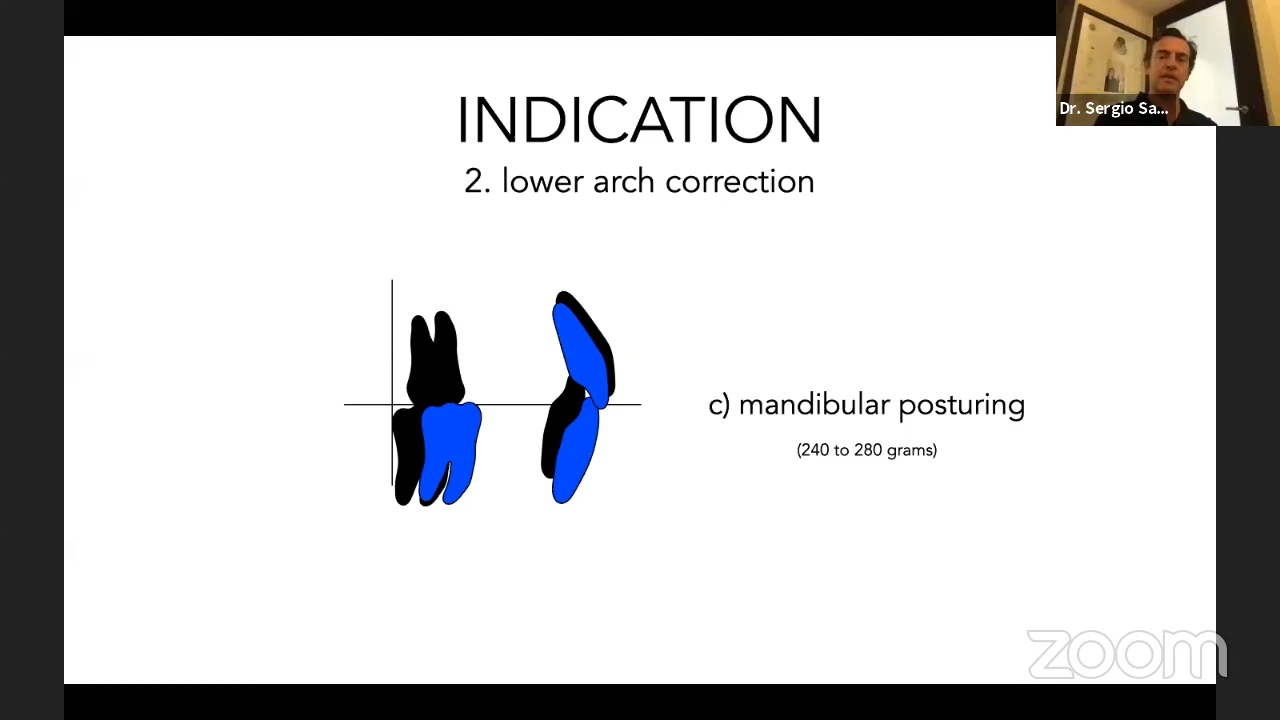 INDICATION
2. lower arch correction
c) mandibular posturing
(240 to 280 grams)
Dr. Sergio Sa...
zoom